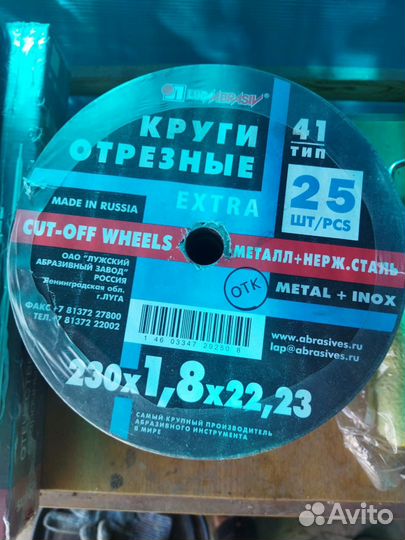 LUGAABRASIV
КРУГИ
ОТРЕЗНЫЕ
41
ТИП
EXTRA
25
ШТ/PCS
MADE IN RUSSIA
CUT-OFF WHEELS
МЕТАЛЛ+НЕРЖ.СТАЛЬ
ОАО "ЛУЖСКИЙ
АБРАЗИВНЫЙ ЗАВОД"
РОССИЯ
Ленинградская обл.
г.ЛУГА
ОТК
METAL + INOX
ФАКС +7 81372 27800
ТЕЛ.+7 81372 22002
www.abrasives.ru
lap@abrasives.ru
230x1,8x22,23
САМЫЙ КРУПНЫЙ ПРОИЗВОДИТЕЛЬ
АБРАЗИВНОГО ИНСТРУМЕНТА
В МИРЕ
Avito